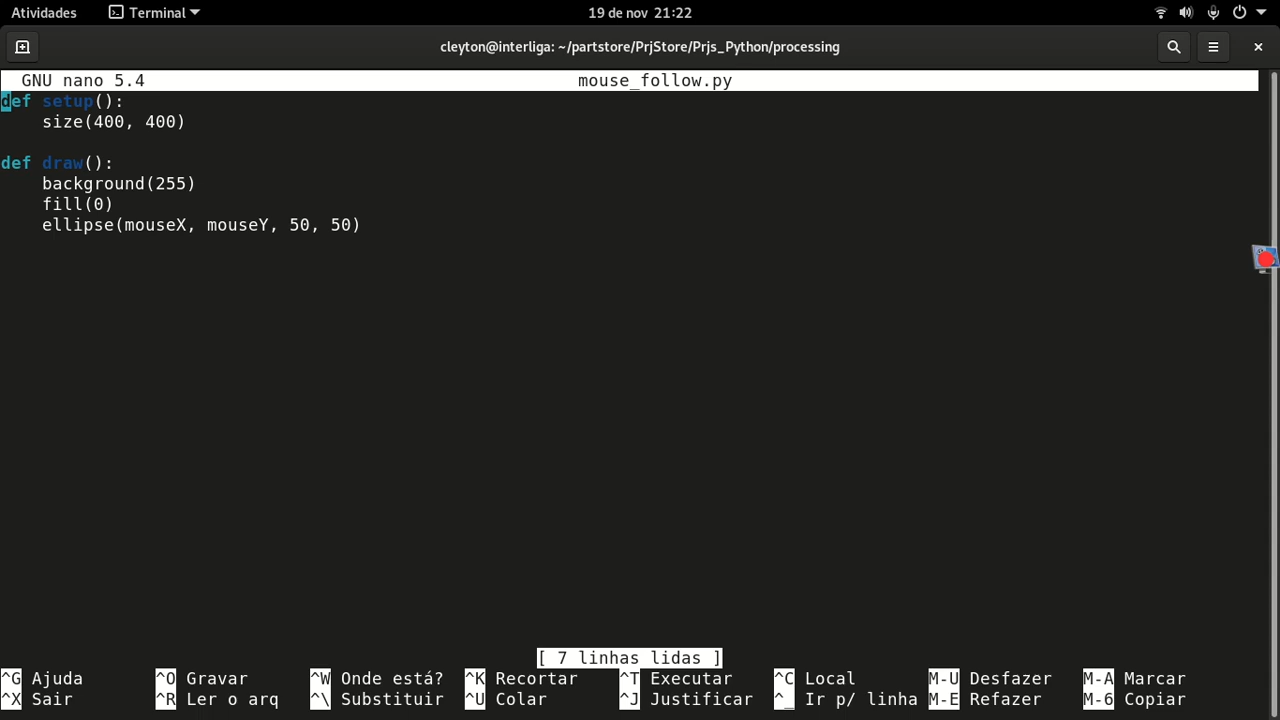 Atividades Terminal 19 de nov 21:22
cleyton@interliga: ~/partstore/PrjStore/Prjs_Python/processing
GNU nano 5.4 mouse_follow.py
def setup():
    size(400, 400)

def draw():
    background(255)
    fill(0)
    ellipse(mouseX, mouseY, 50, 50)
[ 7 linhas lidas ]
^G Ajuda ^O Gravar ^W Onde está? ^K Recortar ^T Executar ^C Local M-U Desfazer M-A Marcar
^X Sair ^R Ler o arq ^\ Substituir ^U Colar ^J Justificar ^_ Ir p/ linha M-E Refazer M-6 Copiar